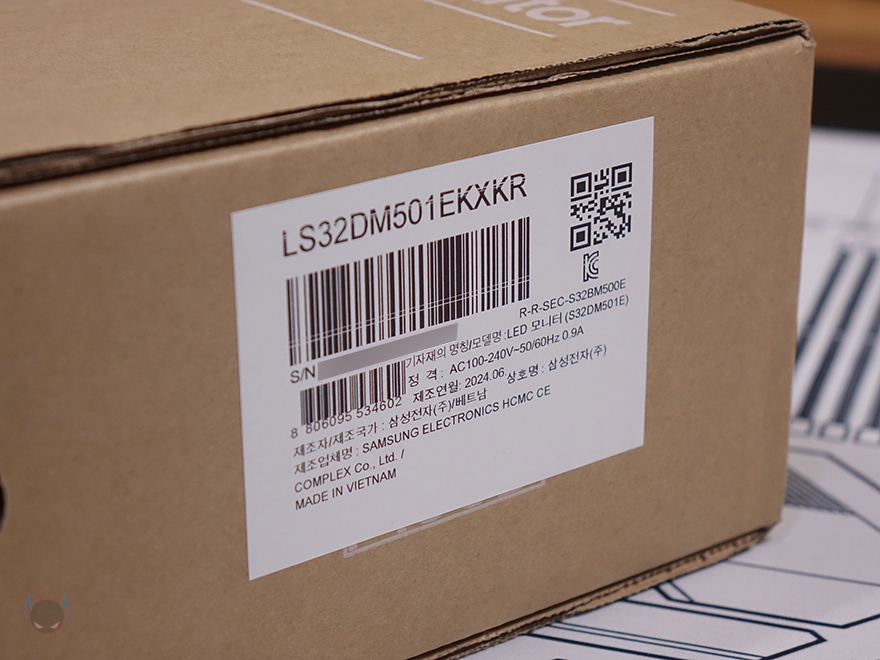 LS32DM501EKXKR
R-R-SEC-S32BM500E
S/N
기자재의 명칭/모델명 :LED 모니터 (S32DM501E)
정 격 : AC100-240V~50/60Hz 0.9A
제조연월: 2024.06 상호명 : 삼성전자(주)
8 806095 534602
제조자/제조국가 : 삼성전자(주)/베트남
제조업체명 : SAMSUNG ELECTRONICS HCMC CE
COMPLEX Co., Ltd. /
MADE IN VIETNAM